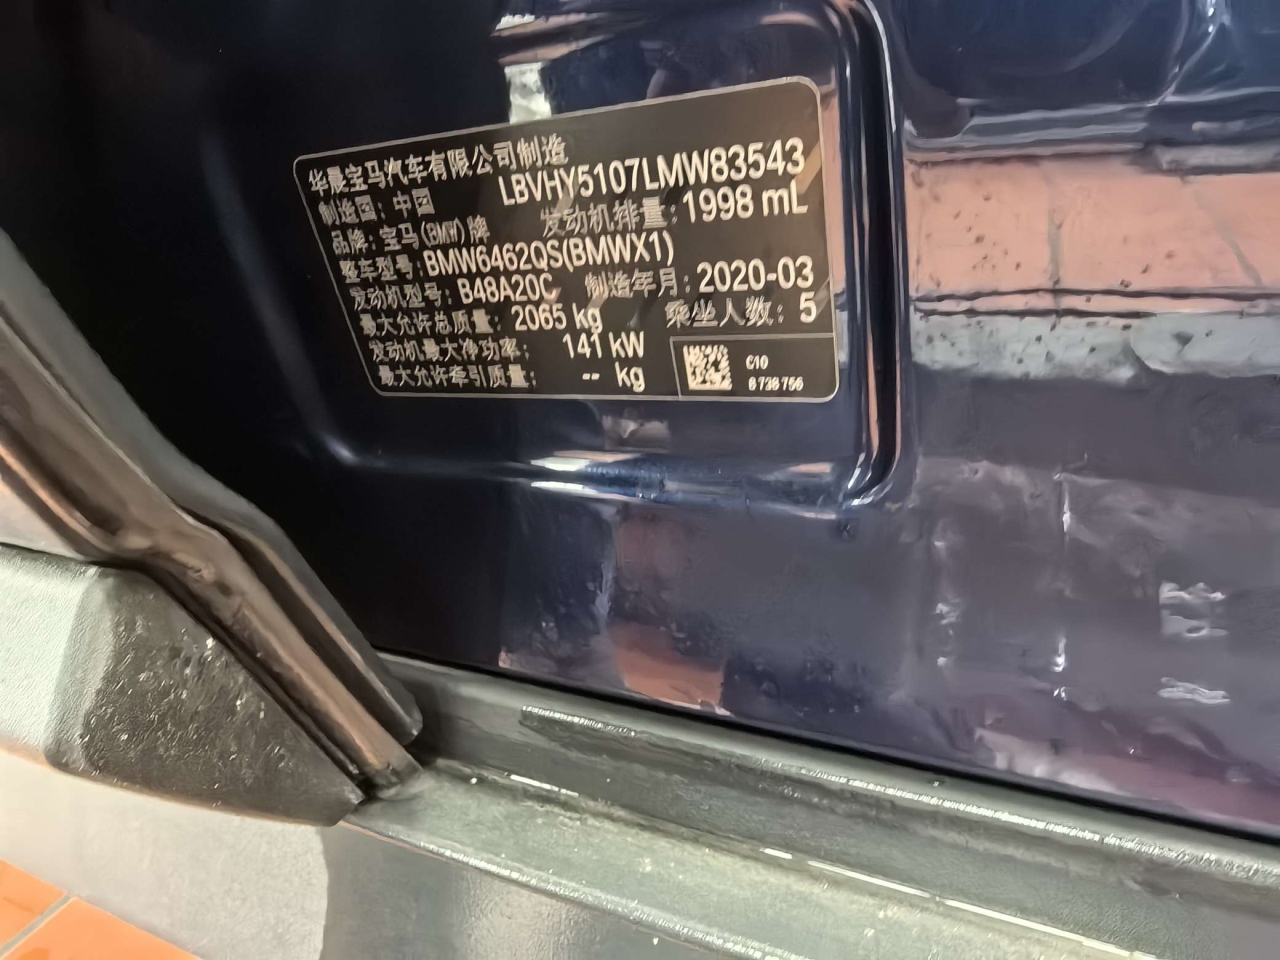 华晨宝马汽车有限公司制造
LBVHY5107LMW83543
制造国：中国
发动机排量：1998 mL
品牌：宝马(BMW)牌
整车型号：BMW6462QS(BMWX1)
发动机型号：B48A20C 制造年月：2020-03
最大允许总质量：2065 kg 乘坐人数：5
发动机最大净功率：141 kW
最大允许牵引质量：-- kg
C10
8 738 756